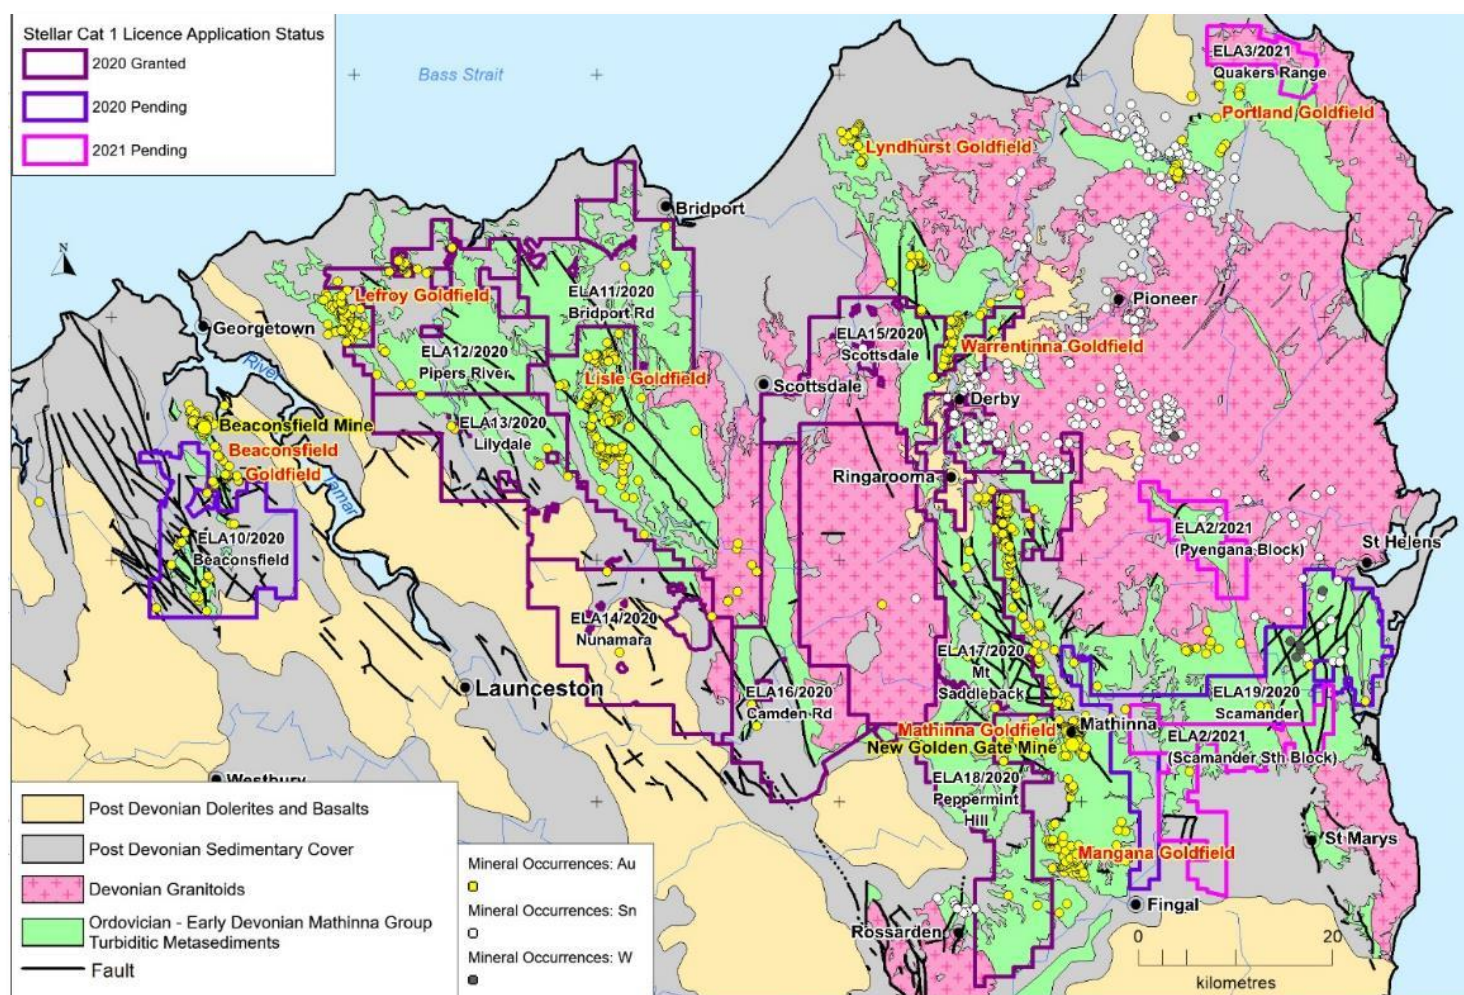 Stellar Cat 1 Licence Application Status
2020 Granted
2020 Pending
2021 Pending
Bass Strait
ELA3/2021
Quakers Range
Portland Goldfield
Lyndhurst Goldfield
Bridport
N
Lefroy Goldfield
ELA11/2020
Bridport Rd
Pioneer
Georgetown
ELA15/2020
Scottsdale
Warrentinna Goldfield
ELA12/2020
Pipers River
River
Lisle Goldfield
Scottsdale
Derby
Beaconsfield Mine
ELA13/2020
Lilydale
Beaconsfield
Goldfield
Tamar
Ringarooma
ELA10/2020
Beaconsfield
ELA2/2021
(Pyengana Block)
St Helens
ELA14/2020
Nunamara
ELA17/2020
Mt
Saddleback
Launceston
ELA16/2020
Camden Rd
ELA19/2020
Scamander
Mathinna Goldfield
Mathinna
New Golden Gate Mine
ELA2/2021
(Scamander Sth Block)
Westbury
ELA18/2020
Peppermint
Hill
St Marys
Mangana Goldfield
Fingal
Rossarden
Post Devonian Dolerites and Basalts
Post Devonian Sedimentary Cover
Devonian Granitoids
Ordovician - Early Devonian Mathinna Group
Turbiditic Metasediments
Fault
Mineral Occurrences: Au
Mineral Occurrences: Sn
Mineral Occurrences: W
0 20
kilometres